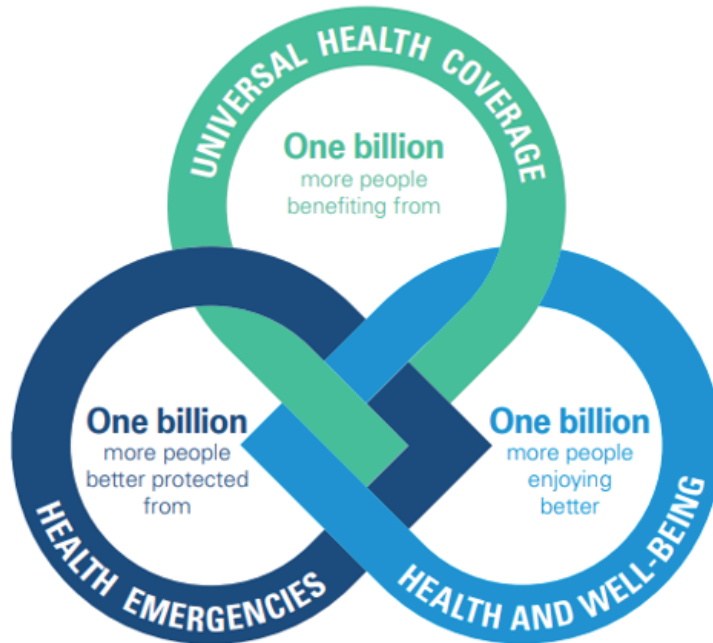 UNIVERSAL HEALTH COVERAGE
One billion
more people
benefiting from
One billion
more people
better protected
from
HEALTH EMERGENCIES
One billion
more people
enjoying
better
HEALTH AND WELL-BEING